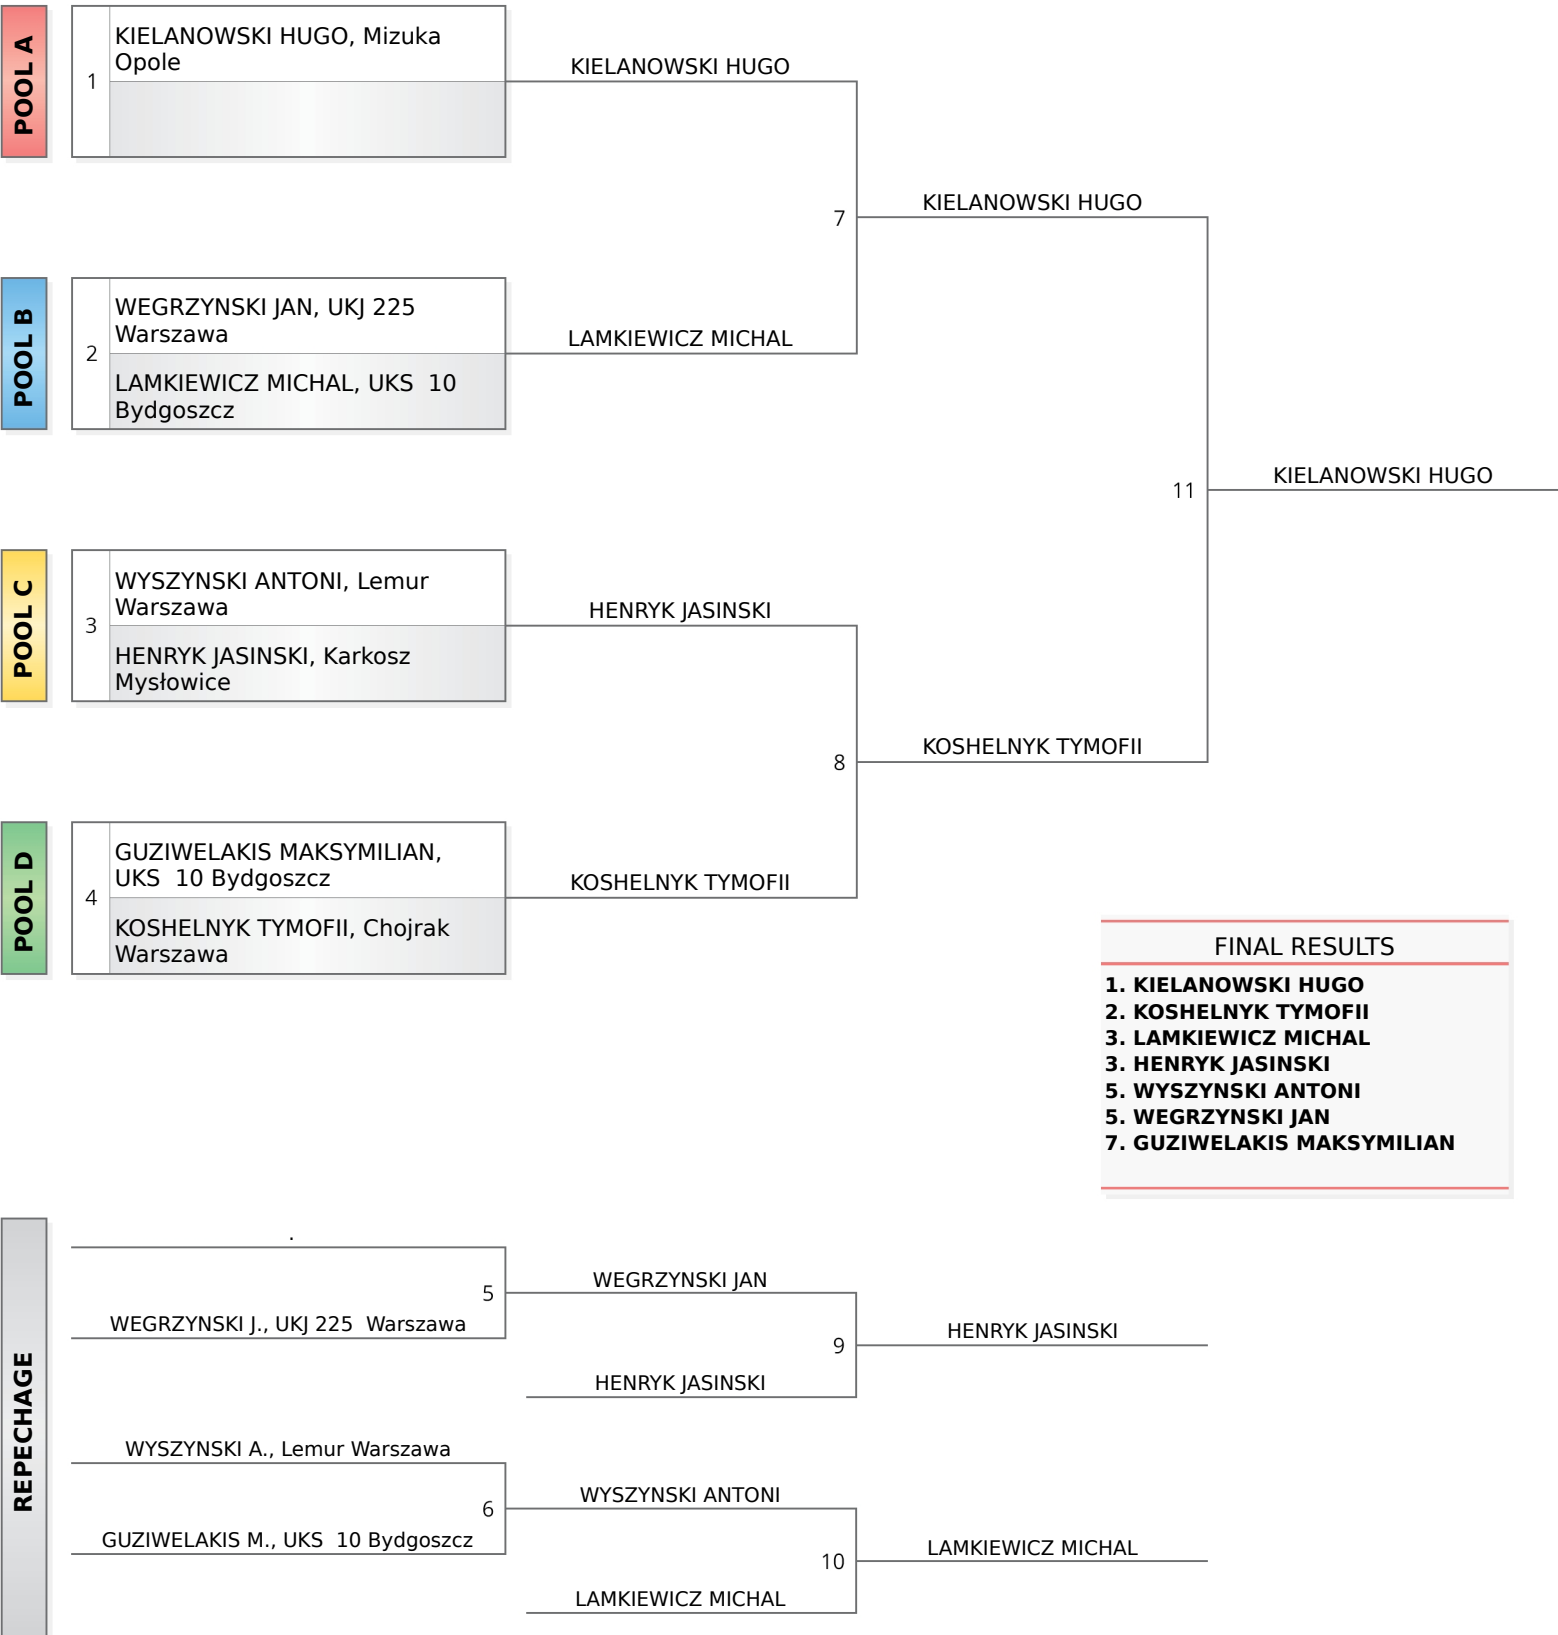 POOL A
1
KIELANOWSKI HUGO, Mizuka
Opole
KIELANOWSKI HUGO
7
KIELANOWSKI HUGO
POOL B
2
WEGRZYNSKI JAN, UKJ 225
Warszawa
LAMKIEWICZ MICHAL, UKS  10
Bydgoszcz
LAMKIEWICZ MICHAL
11
KIELANOWSKI HUGO
POOL C
3
WYSZYNSKI ANTONI, Lemur
Warszawa
HENRYK JASINSKI, Karkosz
Mysłowice
HENRYK JASINSKI
8
KOSHELNYK TYMOFII
POOL D
4
GUZIWELAKIS MAKSYMILIAN,
UKS  10 Bydgoszcz
KOSHELNYK TYMOFII, Chojrak
Warszawa
KOSHELNYK TYMOFII
FINAL RESULTS
1. KIELANOWSKI HUGO
2. KOSHELNYK TYMOFII
3. LAMKIEWICZ MICHAL
3. HENRYK JASINSKI
5. WYSZYNSKI ANTONI
5. WEGRZYNSKI JAN
7. GUZIWELAKIS MAKSYMILIAN
REPECHAGE
.
5
WEGRZYNSKI J., UKJ 225  Warszawa
WEGRZYNSKI JAN
9
HENRYK JASINSKI
HENRYK JASINSKI
WYSZYNSKI A., Lemur Warszawa
6
GUZIWELAKIS M., UKS  10 Bydgoszcz
WYSZYNSKI ANTONI
10
LAMKIEWICZ MICHAL
LAMKIEWICZ MICHAL